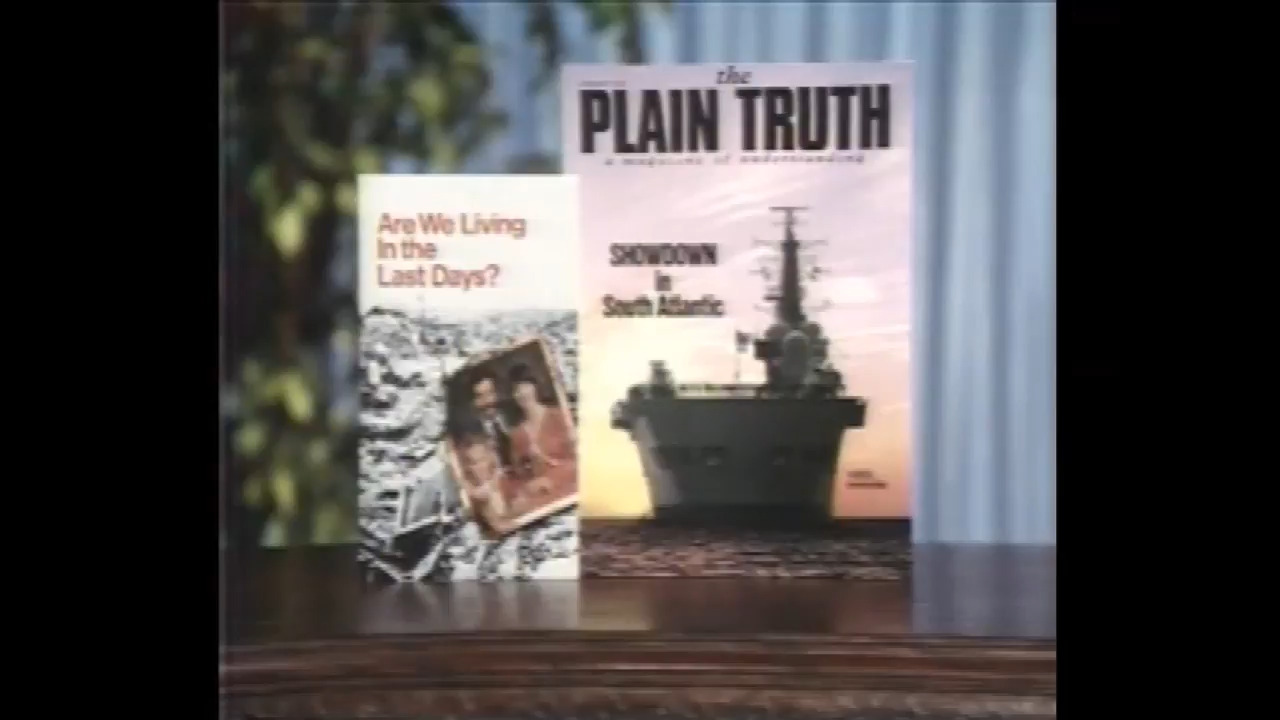 Are We Living
In the
Last Days?
the
PLAIN TRUTH
a magazine of understanding
SHOWDOWN
in
South Atlantic